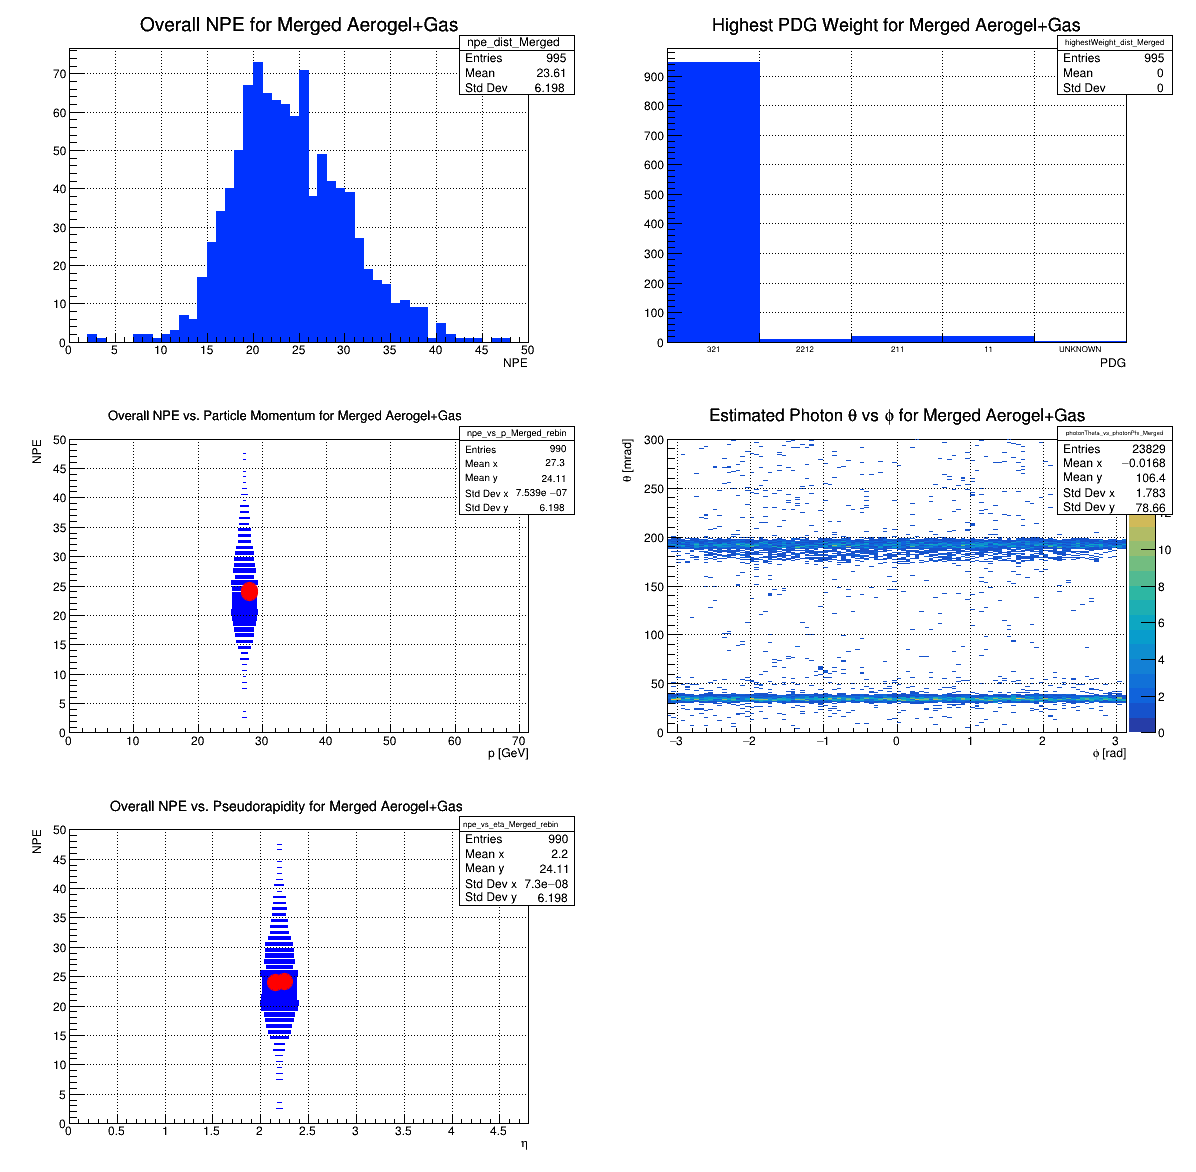 Overall NPE for Merged Aerogel+Gas
npe_dist_Merged
Entries 995
Mean 23.61
Std Dev 6.198
70
60
50
40
30
20
10
0
0 5 10 15 20 25 30 35 40 45 50
NPE
Highest PDG Weight for Merged Aerogel+Gas
highestWeight_dist_Merged
Entries 995
Mean 0
Std Dev 0
900
800
700
600
500
400
300
200
100
0
321 2212 211 11 UNKNOWN
PDG
Overall NPE vs. Particle Momentum for Merged Aerogel+Gas
npe_vs_p_Merged_rebin
Entries 990
Mean x 27.3
Mean y 24.11
Std Dev x 7.539e −07
Std Dev y 6.198
NPE
50
45
40
35
30
25
20
15
10
5
0
0 10 20 30 40 50 60 70
p [GeV]
Estimated Photon θ vs ϕ for Merged Aerogel+Gas
photonTheta_vs_photonPhi_Merged
Entries 23829
Mean x −0.0168
Mean y 106.4
Std Dev x 1.783
Std Dev y 78.66
θ [mrad]
300
250
200
150
100
50
0
−3 −2 −1 0 1 2 3
ϕ [rad]
10
8
6
4
2
0
Overall NPE vs. Pseudorapidity for Merged Aerogel+Gas
npe_vs_eta_Merged_rebin
Entries 990
Mean x 2.2
Mean y 24.11
Std Dev x 7.3e−08
Std Dev y 6.198
NPE
50
45
40
35
30
25
20
15
10
5
0
0 0.5 1 1.5 2 2.5 3 3.5 4 4.5
η